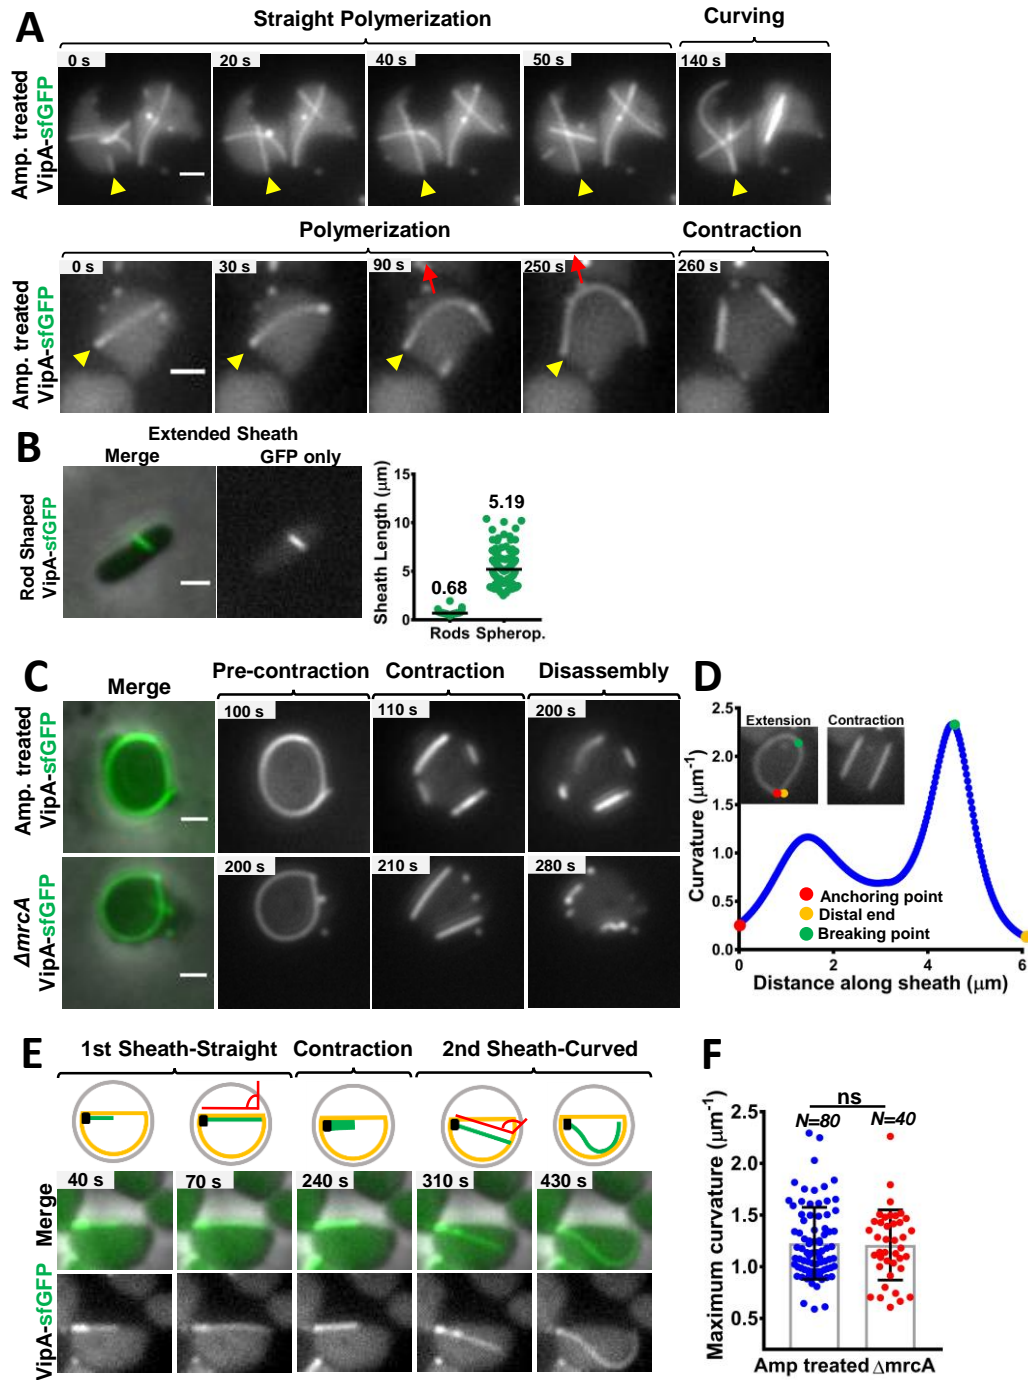 A
Straight Polymerization
Curving
Amp. treated
VipA-sfGFP
0 s
20 s
40 s
50 s
140 s
Polymerization
Contraction
Amp. treated
VipA-sfGFP
0 s
30 s
90 s
250 s
260 s
B
Extended Sheath
Merge
GFP only
Rod Shaped
VipA-sfGFP
Sheath Length (μm)
15
10
5
0
0.68
5.19
Rods
Spherop.
C
Merge
Pre-contraction
Contraction
Disassembly
Amp. treated
VipA-sfGFP
100 s
110 s
200 s
ΔmrcA
VipA-sfGFP
200 s
210 s
280 s
D
Curvature (μm⁻¹)
2.5
2.0
1.5
1.0
0.5
0.0
Extension
Contraction
Anchoring point
Distal end
Breaking point
0
2
4
6
Distance along sheath (μm)
E
1st Sheath-Straight
Contraction
2nd Sheath-Curved
Merge
40 s
70 s
240 s
310 s
430 s
VipA-sfGFP
F
Maximum curvature (μm⁻¹)
2.5
2.0
1.5
1.0
0.5
ns
N=80
N=40
Amp treated
ΔmrcA